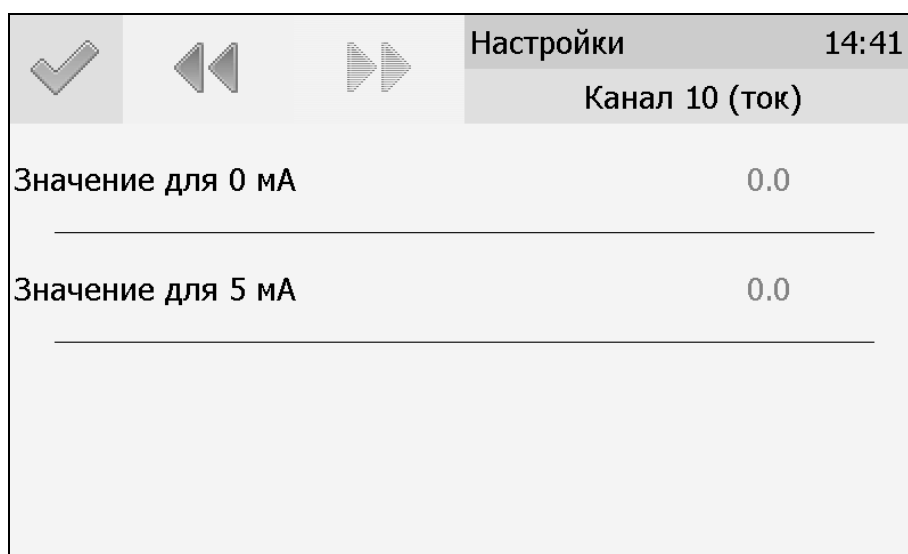 Настройки 14:41
Канал 10 (ток)
Значение для 0 мА 0.0
Значение для 5 мА 0.0